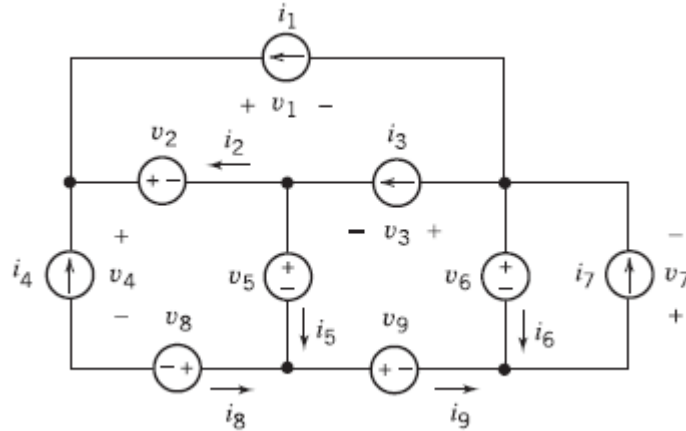 i1
+ v1 −
v2 i2 i3
+ −
− v3 +
i4 + v4 − v5 + − v6 + − i7 − v7 +
v8 i5 v9 i6
− + + −
i8 i9